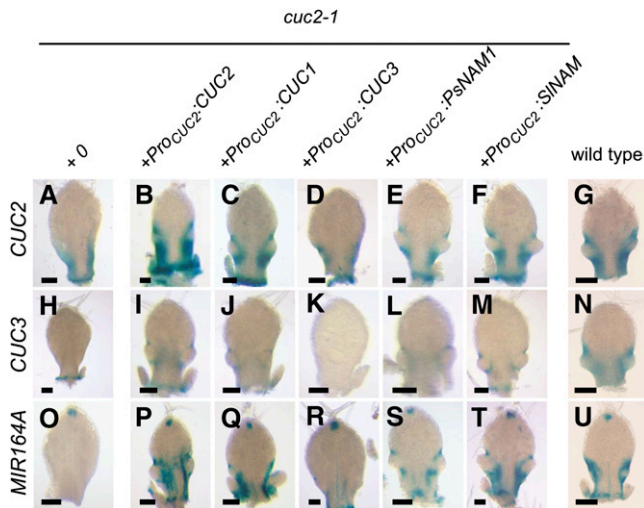 cuc2-1
+ 0
+ProCUC2:CUC2
+ProCUC2:CUC1
+ProCUC2:CUC3
+ProCUC2:PsNAM1
+ProCUC2:SlNAM
wild type
CUC2
A B C D E F G
CUC3
H I J K L M N
MIR164A
O P Q R S T U